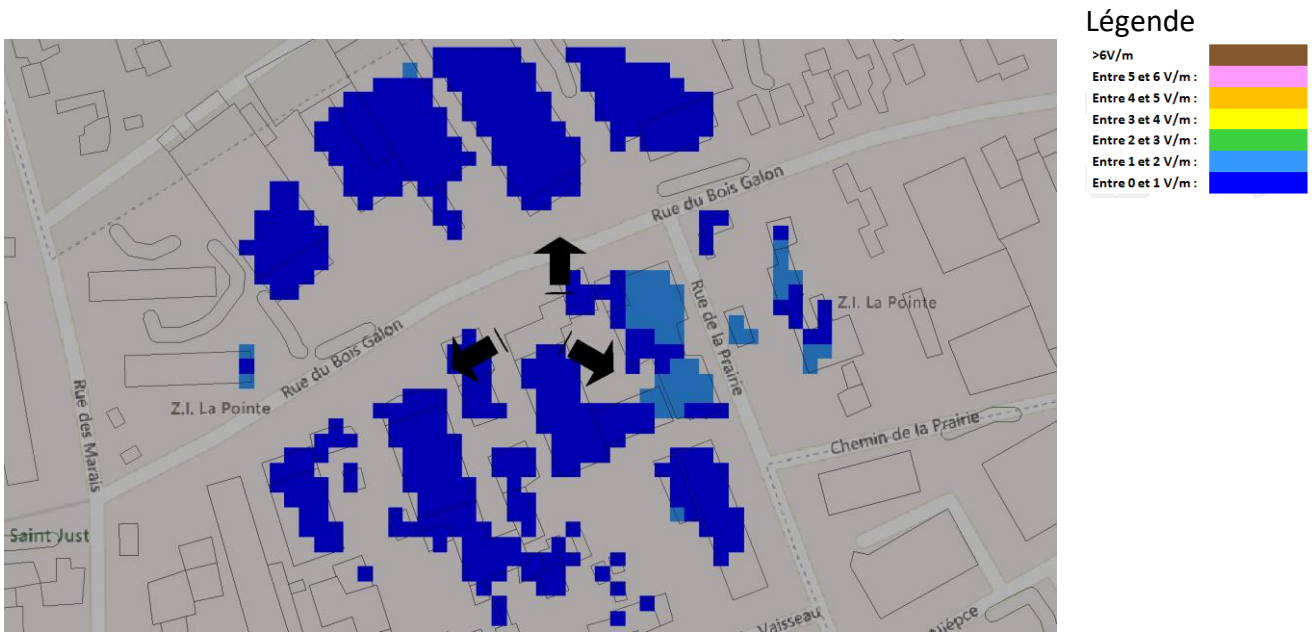 Légende
>6V/m
Entre 5 et 6 V/m :
Entre 4 et 5 V/m :
Entre 3 et 4 V/m :
Entre 2 et 3 V/m :
Entre 1 et 2 V/m :
Entre 0 et 1 V/m :
Rue du Bois Galon
Rue de la Prairie
Z.I. La Pointe
Rue du Bois Galon
Rue des Marais
Z.I. La Pointe
Chemin de la Prairie
Saint Just
Vaisseau
Niépce